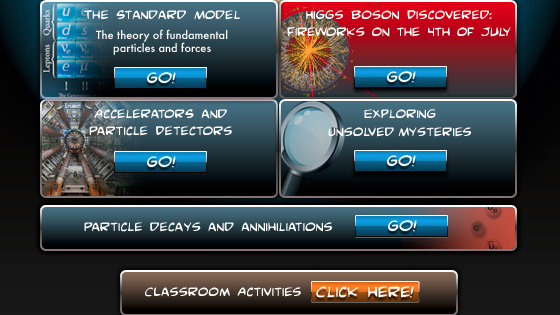 THE STANDARD MODEL
The theory of fundamental
particles and forces
GO!
Quarks
Leptons
u
d s
νe ν
e μ
I II
HIGGS BOSON DISCOVERED:
FIREWORKS ON THE 4TH OF JULY
GO!
ACCELERATORS AND
PARTICLE DETECTORS
GO!
EXPLORING
UNSOLVED MYSTERIES
GO!
PARTICLE DECAYS AND ANNIHILIATIONS
GO!
CLASSROOM ACTIVITIES
CLICK HERE!